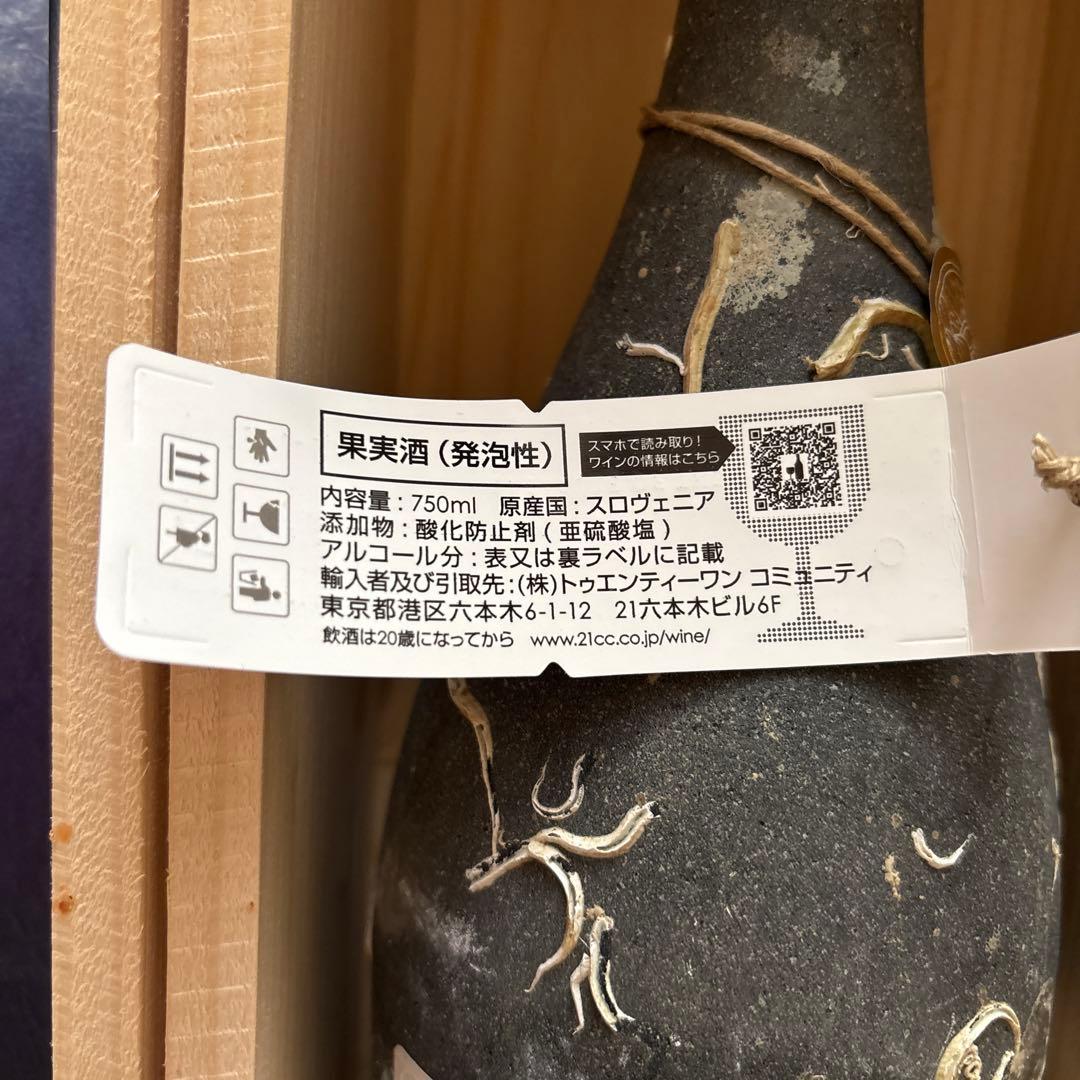 果実酒(発泡性)
スマホで読み取り!
ワインの情報はこちら
内容量:750ml 原産国:スロヴェニア
添加物:酸化防止剤(亜硫酸塩)
アルコール分:表又は裏ラベルに記載
輸入者及び引取先:(株)トゥエンティーワン コミュニティ
東京都港区六本木6-1-12 21六本木ビル6F
飲酒は20歳になってから www.21cc.co.jp/wine/